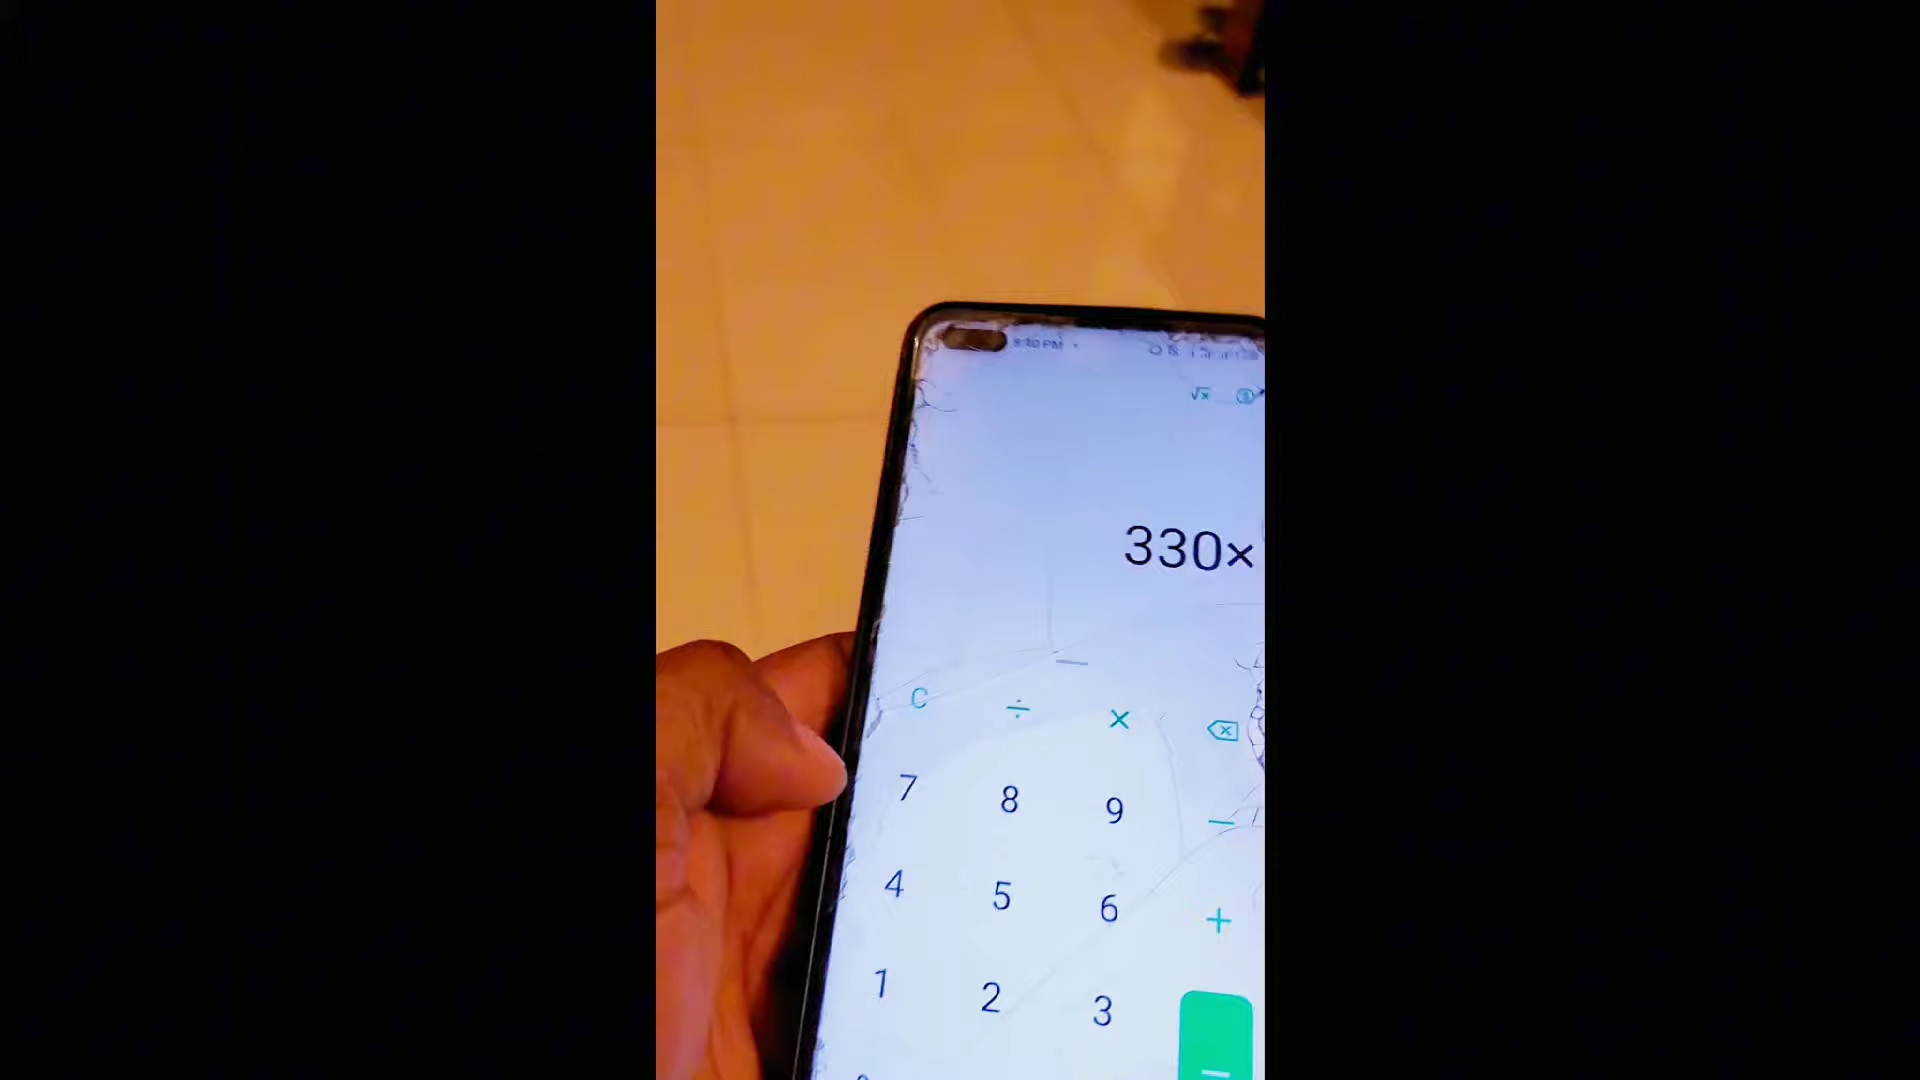 √x
330×
C ÷ ×
7 8 9 −
4 5 6 +
1 2 3 =